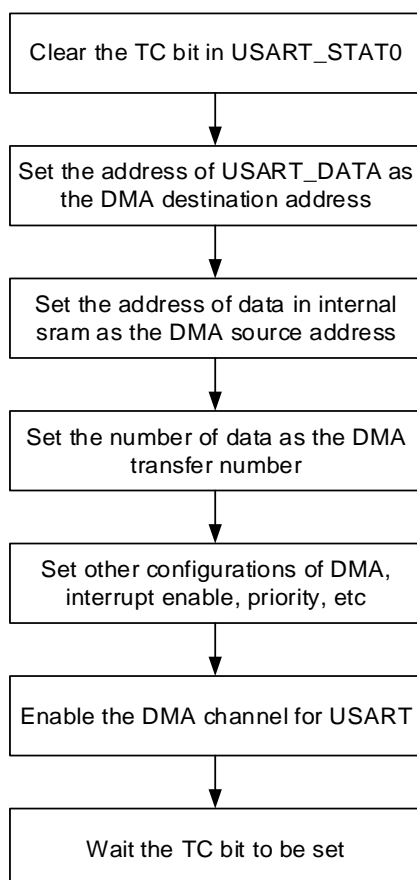 Clear the TC bit in USART_STAT0
Set the address of USART_DATA as
the DMA destination address
Set the address of data in internal
sram as the DMA source address
Set the number of data as the DMA
transfer number
Set other configurations of DMA,
interrupt enable, priority, etc
Enable the DMA channel for USART
Wait the TC bit to be set